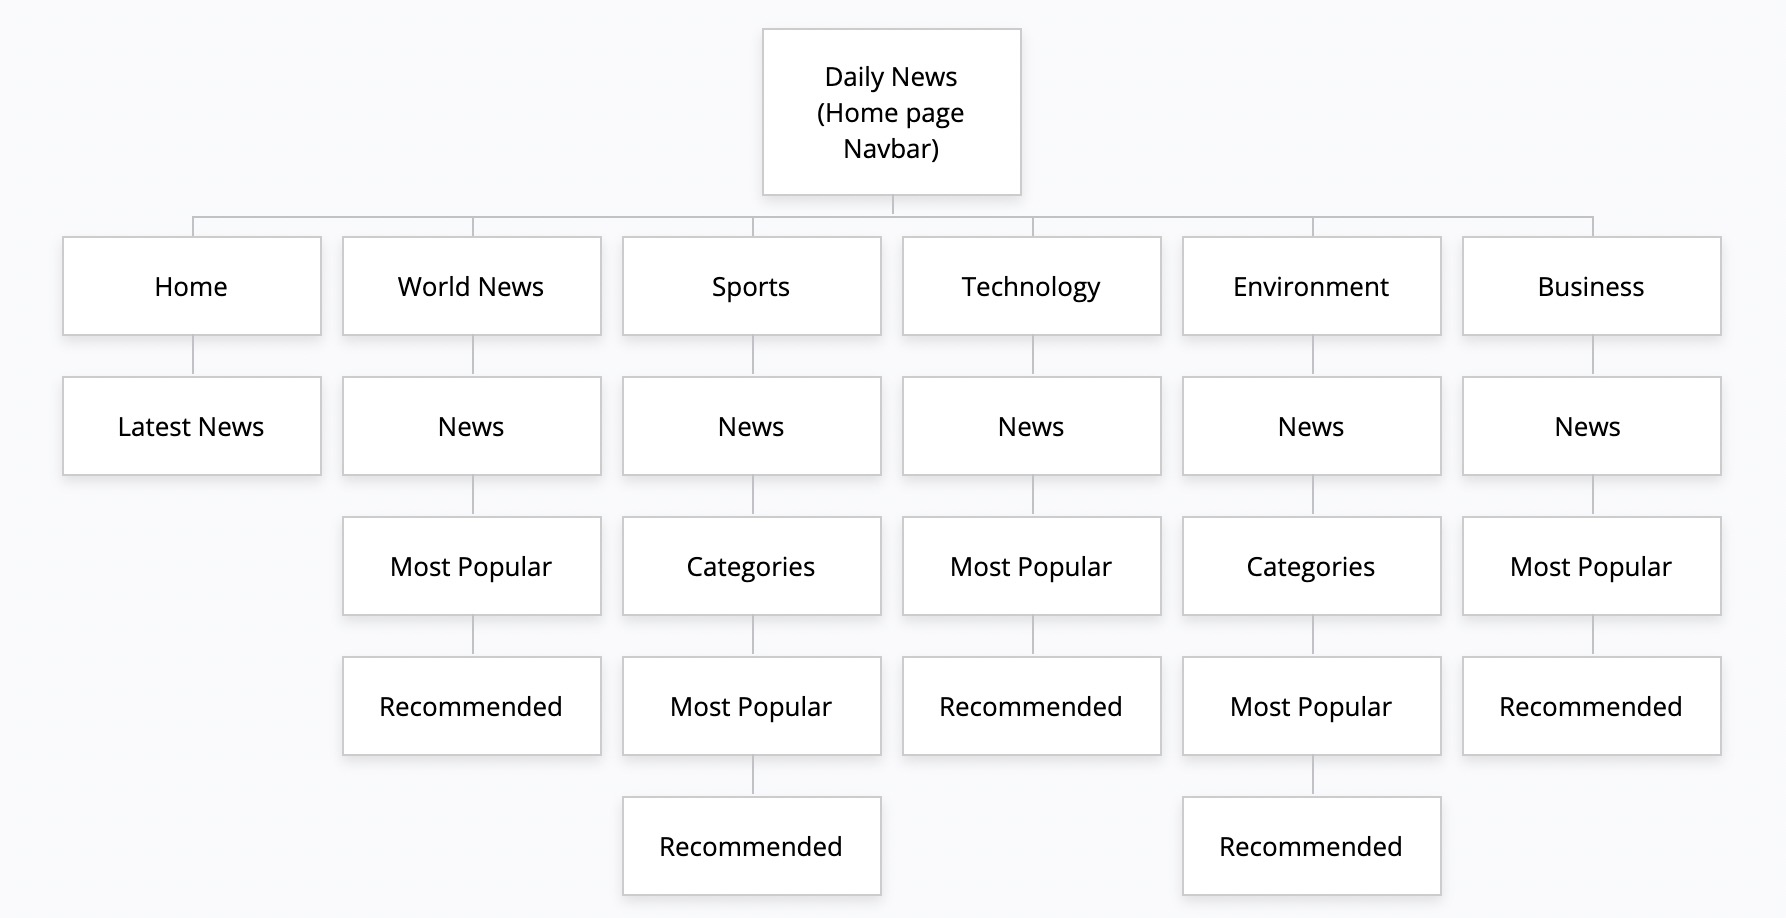 Daily News
(Home page
Navbar)
Home
World News
Sports
Technology
Environment
Business
Latest News
News
News
News
News
News
Most Popular
Categories
Most Popular
Categories
Most Popular
Recommended
Most Popular
Recommended
Most Popular
Recommended
Recommended
Recommended